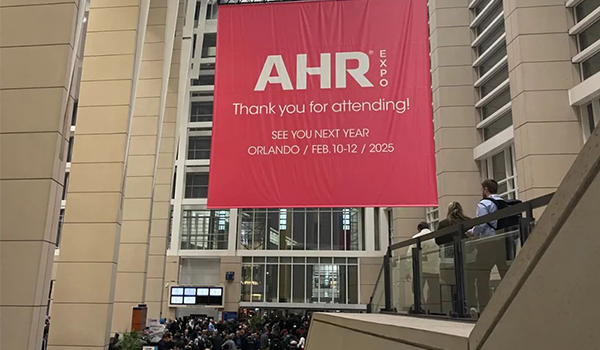 AHR® EXPO
Thank you for attending!
SEE YOU NEXT YEAR
ORLANDO / FEB. 10-12 / 2025